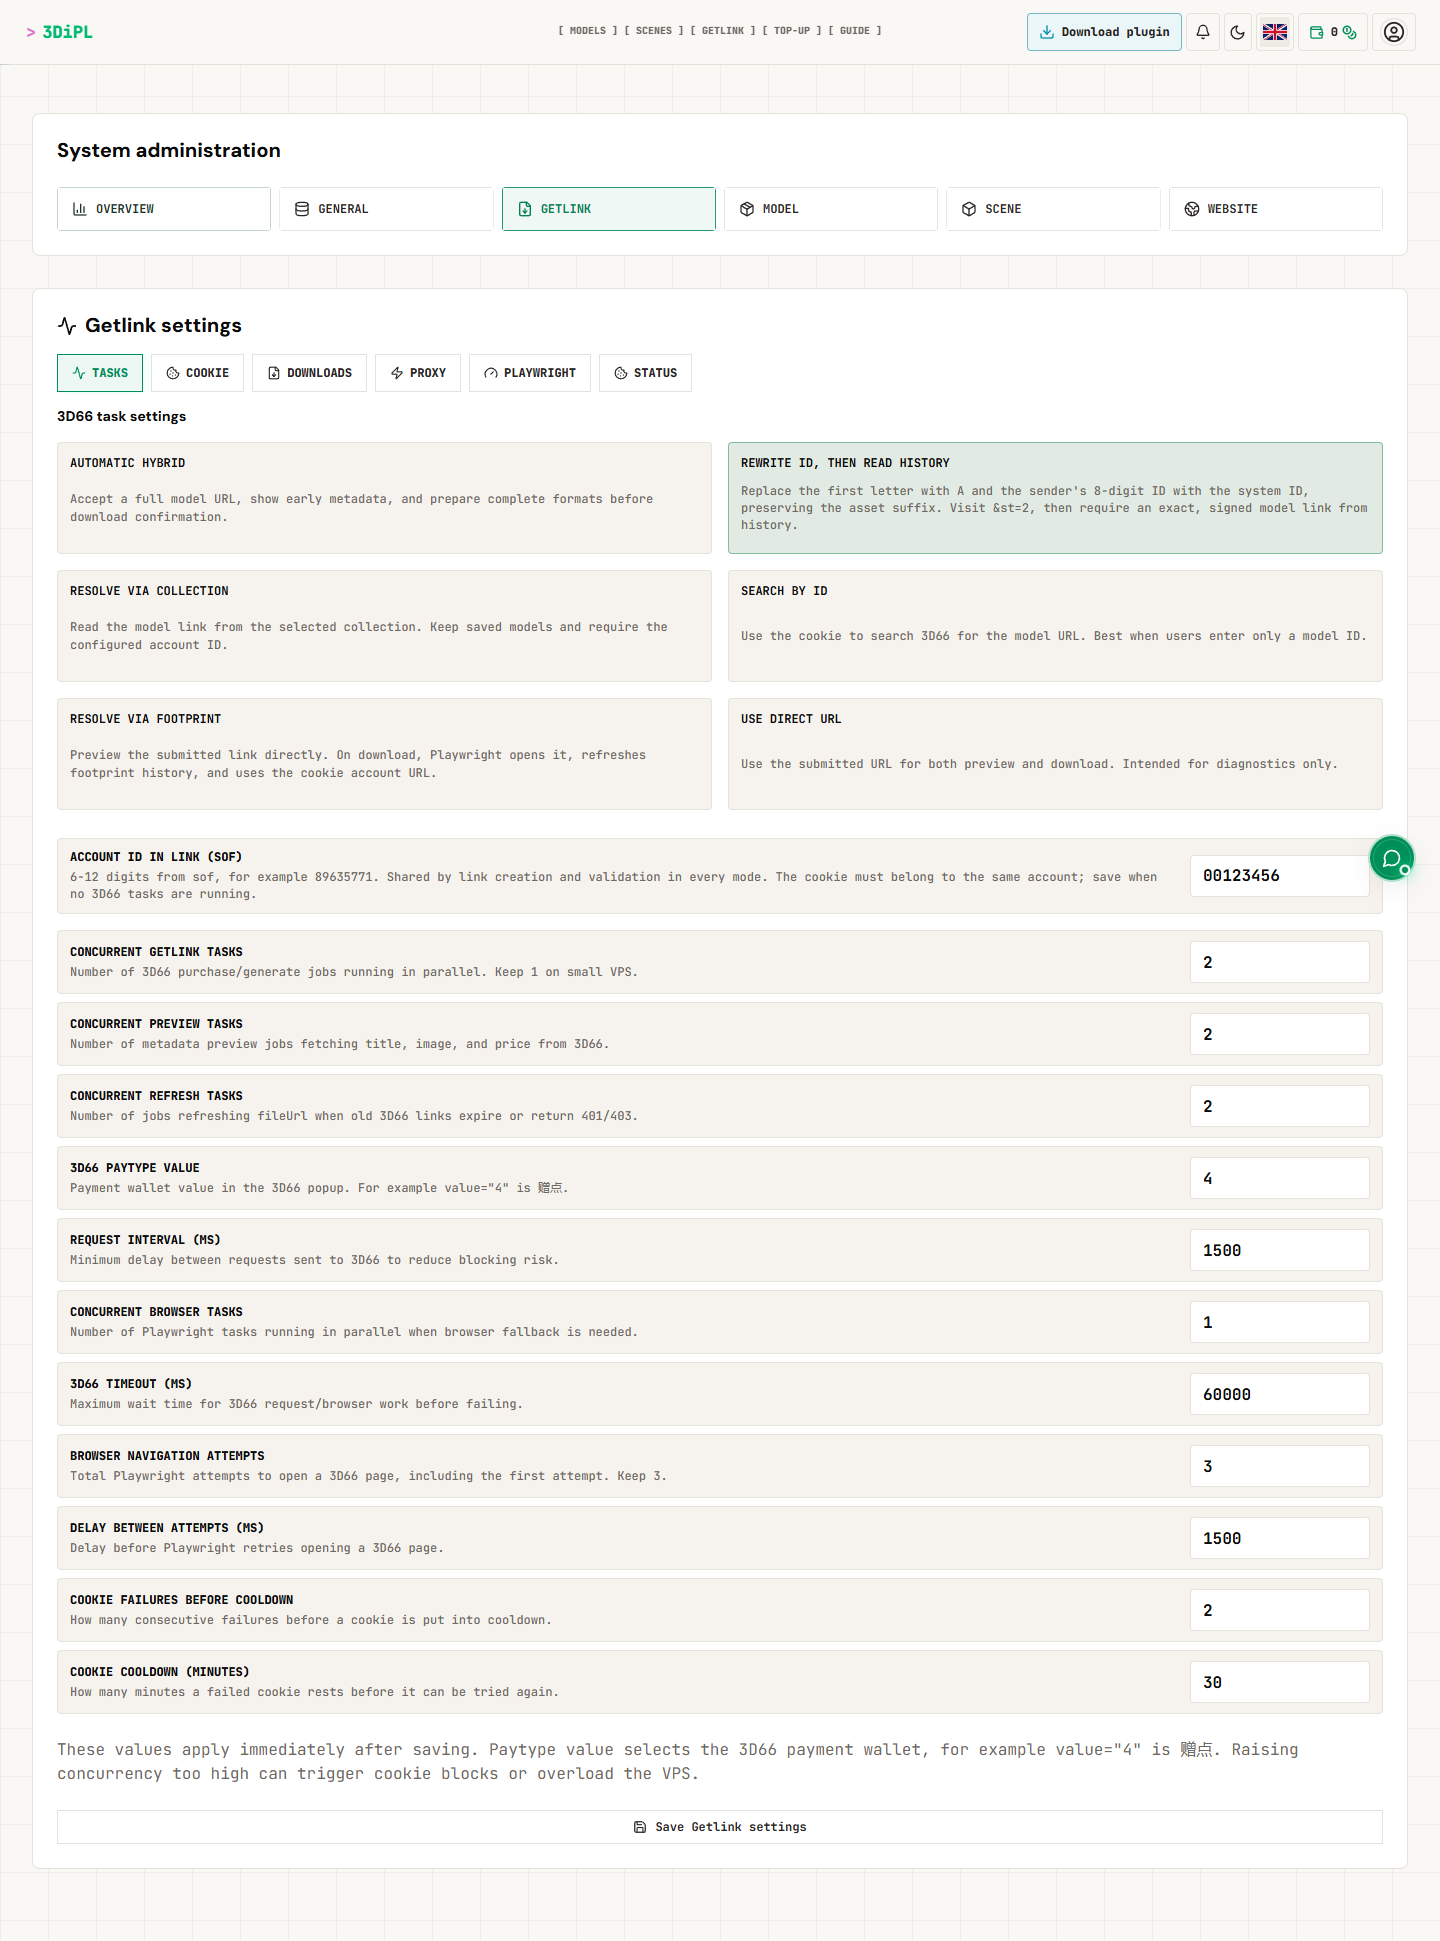 > 3DiPL
[ MODELS ] [ SCENES ] [ GETLINK ] [ TOP-UP ] [ GUIDE ]
Download plugin
0
System administration
OVERVIEW
GENERAL
GETLINK
MODEL
SCENE
WEBSITE
Getlink settings
TASKS
COOKIE
DOWNLOADS
PROXY
PLAYWRIGHT
STATUS
3D66 task settings
AUTOMATIC HYBRID
Accept a full model URL, show early metadata, and prepare complete formats before
download confirmation.
REWRITE ID, THEN READ HISTORY
Replace the first letter with A and the sender's 8-digit ID with the system ID,
preserving the asset suffix. Visit &st=2, then require an exact, signed model link from
history.
RESOLVE VIA COLLECTION
Read the model link from the selected collection. Keep saved models and require the
configured account ID.
SEARCH BY ID
Use the cookie to search 3D66 for the model URL. Best when users enter only a model ID.
RESOLVE VIA FOOTPRINT
Preview the submitted link directly. On download, Playwright opens it, refreshes
footprint history, and uses the cookie account URL.
USE DIRECT URL
Use the submitted URL for both preview and download. Intended for diagnostics only.
ACCOUNT ID IN LINK (SOF)
6-12 digits from sof, for example 89635771. Shared by link creation and validation in every mode. The cookie must belong to the same account; save when
no 3D66 tasks are running.
00123456
CONCURRENT GETLINK TASKS
Number of 3D66 purchase/generate jobs running in parallel. Keep 1 on small VPS.
2
CONCURRENT PREVIEW TASKS
Number of metadata preview jobs fetching title, image, and price from 3D66.
2
CONCURRENT REFRESH TASKS
Number of jobs refreshing fileUrl when old 3D66 links expire or return 401/403.
2
3D66 PAYTYPE VALUE
Payment wallet value in the 3D66 popup. For example value="4" is 赠点.
4
REQUEST INTERVAL (MS)
Minimum delay between requests sent to 3D66 to reduce blocking risk.
1500
CONCURRENT BROWSER TASKS
Number of Playwright tasks running in parallel when browser fallback is needed.
1
3D66 TIMEOUT (MS)
Maximum wait time for 3D66 request/browser work before failing.
60000
BROWSER NAVIGATION ATTEMPTS
Total Playwright attempts to open a 3D66 page, including the first attempt. Keep 3.
3
DELAY BETWEEN ATTEMPTS (MS)
Delay before Playwright retries opening a 3D66 page.
1500
COOKIE FAILURES BEFORE COOLDOWN
How many consecutive failures before a cookie is put into cooldown.
2
COOKIE COOLDOWN (MINUTES)
How many minutes a failed cookie rests before it can be tried again.
30
These values apply immediately after saving. Paytype value selects the 3D66 payment wallet, for example value="4" is 赠点. Raising
concurrency too high can trigger cookie blocks or overload the VPS.
Save Getlink settings